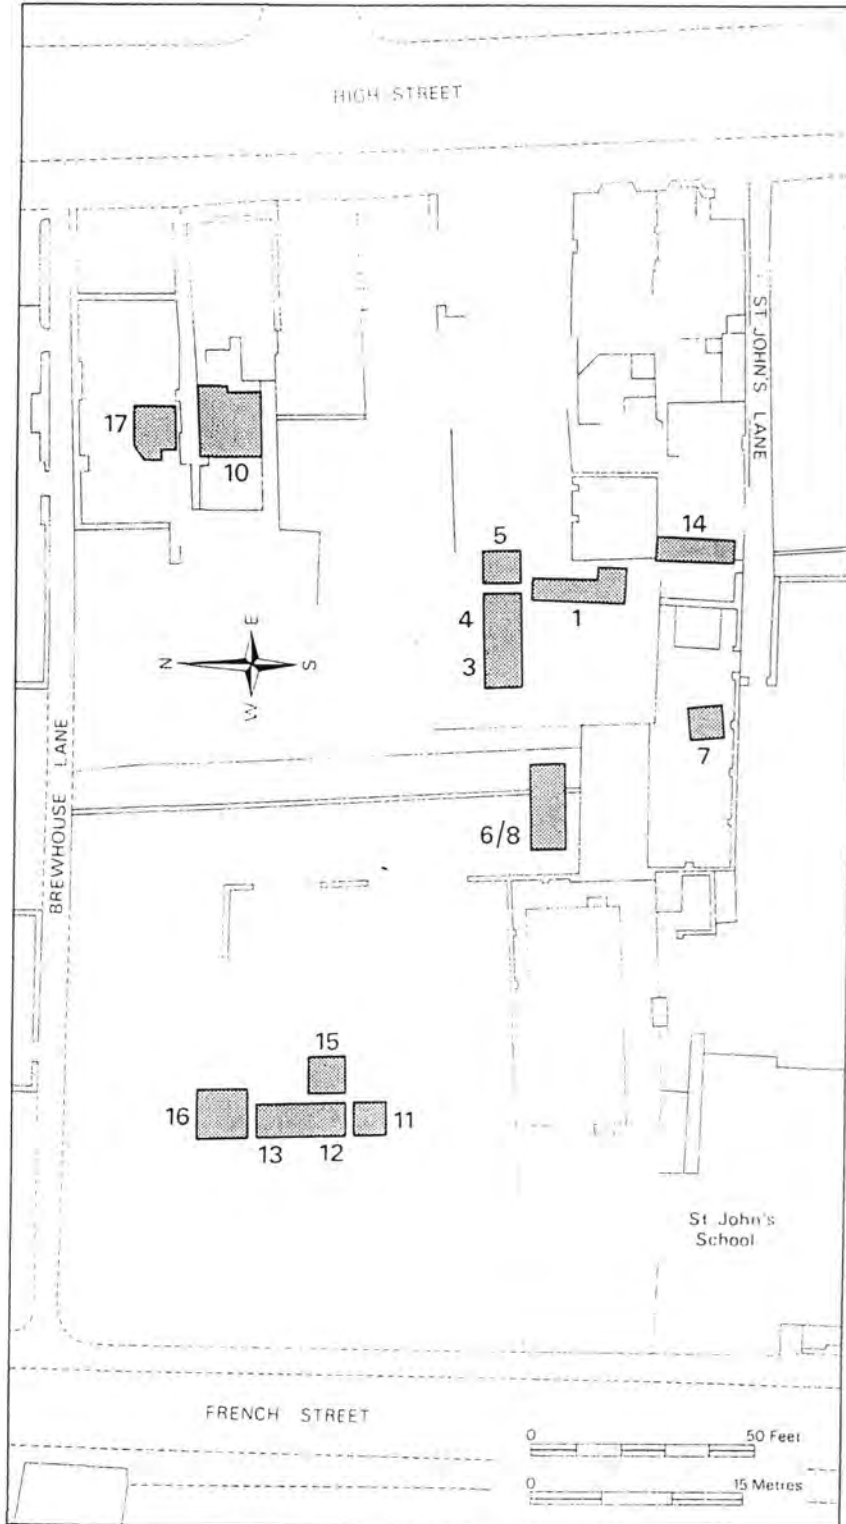 HIGH STREET
ST JOHN'S LANE
17
10
14
5
4
1
3
E
N
S
W
7
BREWHOUSE LANE
6/8
15
16
11
13
12
St John's
School
FRENCH STREET
0
50 Feet
0
15 Metres